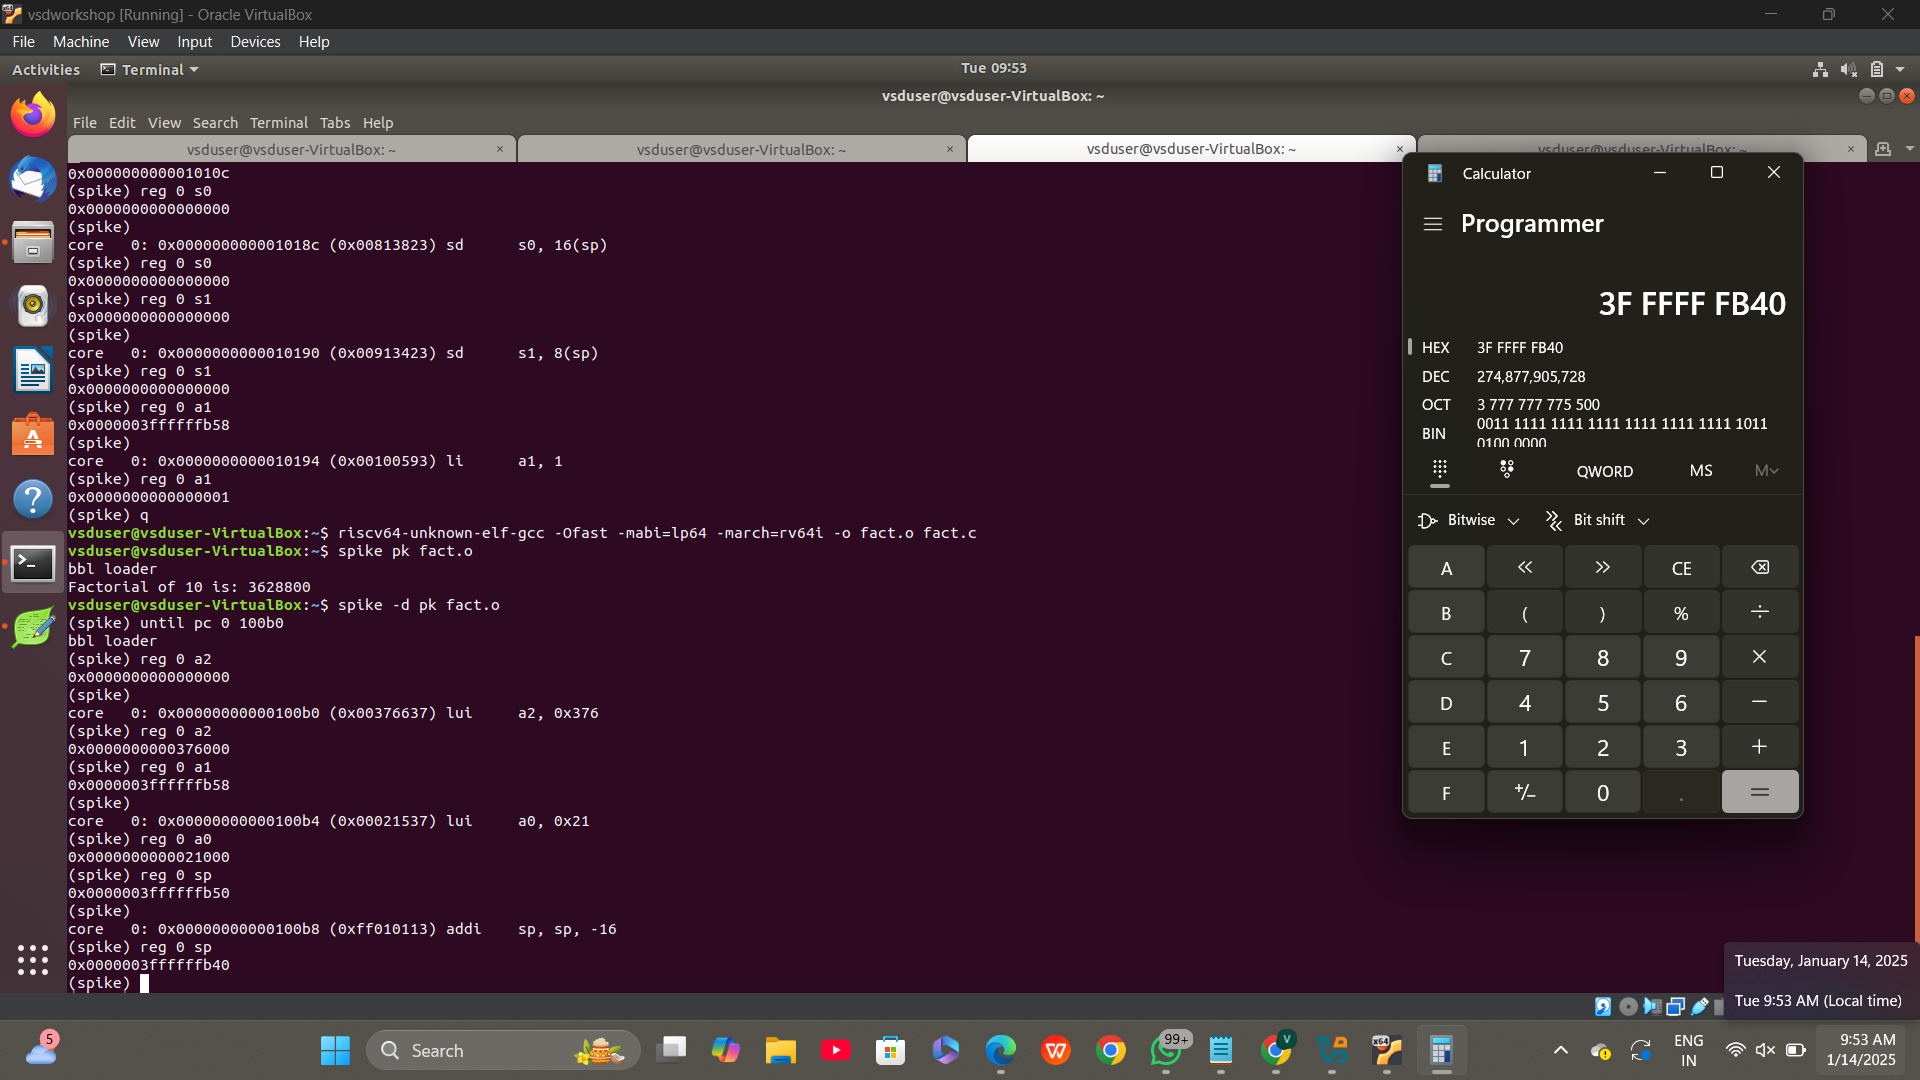 vsdworkshop [Running] - Oracle VirtualBox
File Machine View Input Devices Help
Activities Terminal Tue 09:53
vsduser@vsduser-VirtualBox: ~
File Edit View Search Terminal Tabs Help
vsduser@vsduser-VirtualBox: ~ × vsduser@vsduser-VirtualBox: ~ × vsduser@vsduser-VirtualBox: ~ × vsduser@vsduser-VirtualBox: ~ ×
0x000000000001010c
(spike) reg 0 s0
0x0000000000000000
(spike)
core   0: 0x000000000001018c (0x00813823) sd      s0, 16(sp)
(spike) reg 0 s0
0x0000000000000000
(spike) reg 0 s1
0x0000000000000000
(spike)
core   0: 0x0000000000010190 (0x00913423) sd      s1, 8(sp)
(spike) reg 0 s1
0x0000000000000000
(spike) reg 0 a1
0x0000003ffffffb58
(spike)
core   0: 0x0000000000010194 (0x00100593) li      a1, 1
(spike) reg 0 a1
0x0000000000000001
(spike) q
vsduser@vsduser-VirtualBox:~$ riscv64-unknown-elf-gcc -Ofast -mabi=lp64 -march=rv64i -o fact.o fact.c
vsduser@vsduser-VirtualBox:~$ spike pk fact.o
bbl loader
Factorial of 10 is: 3628800
vsduser@vsduser-VirtualBox:~$ spike -d pk fact.o
(spike) until pc 0 100b0
bbl loader
(spike) reg 0 a2
0x0000000000000000
(spike)
core   0: 0x00000000000100b0 (0x00376637) lui     a2, 0x376
(spike) reg 0 a2
0x0000000000376000
(spike) reg 0 a1
0x0000003ffffffb58
(spike)
core   0: 0x00000000000100b4 (0x00021537) lui     a0, 0x21
(spike) reg 0 a0
0x0000000000021000
(spike) reg 0 sp
0x0000003ffffffb50
(spike)
core   0: 0x00000000000100b8 (0xff010113) addi    sp, sp, -16
(spike) reg 0 sp
0x0000003ffffffb40
(spike)
Calculator
Programmer
3F FFFF FB40
HEX 3F FFFF FB40
DEC 274,877,905,728
OCT 3 777 777 775 500
BIN 0011 1111 1111 1111 1111 1111 1111 1011
0100 0000
QWORD MS M
Bitwise Bit shift
A << >> CE
B ( ) % ÷
C 7 8 9 ×
D 4 5 6 −
E 1 2 3 +
F +/− 0 . =
Tuesday, January 14, 2025
Tue 9:53 AM (Local time)
5 Search 99+ V x64 ENG
IN
9:53 AM
1/14/2025